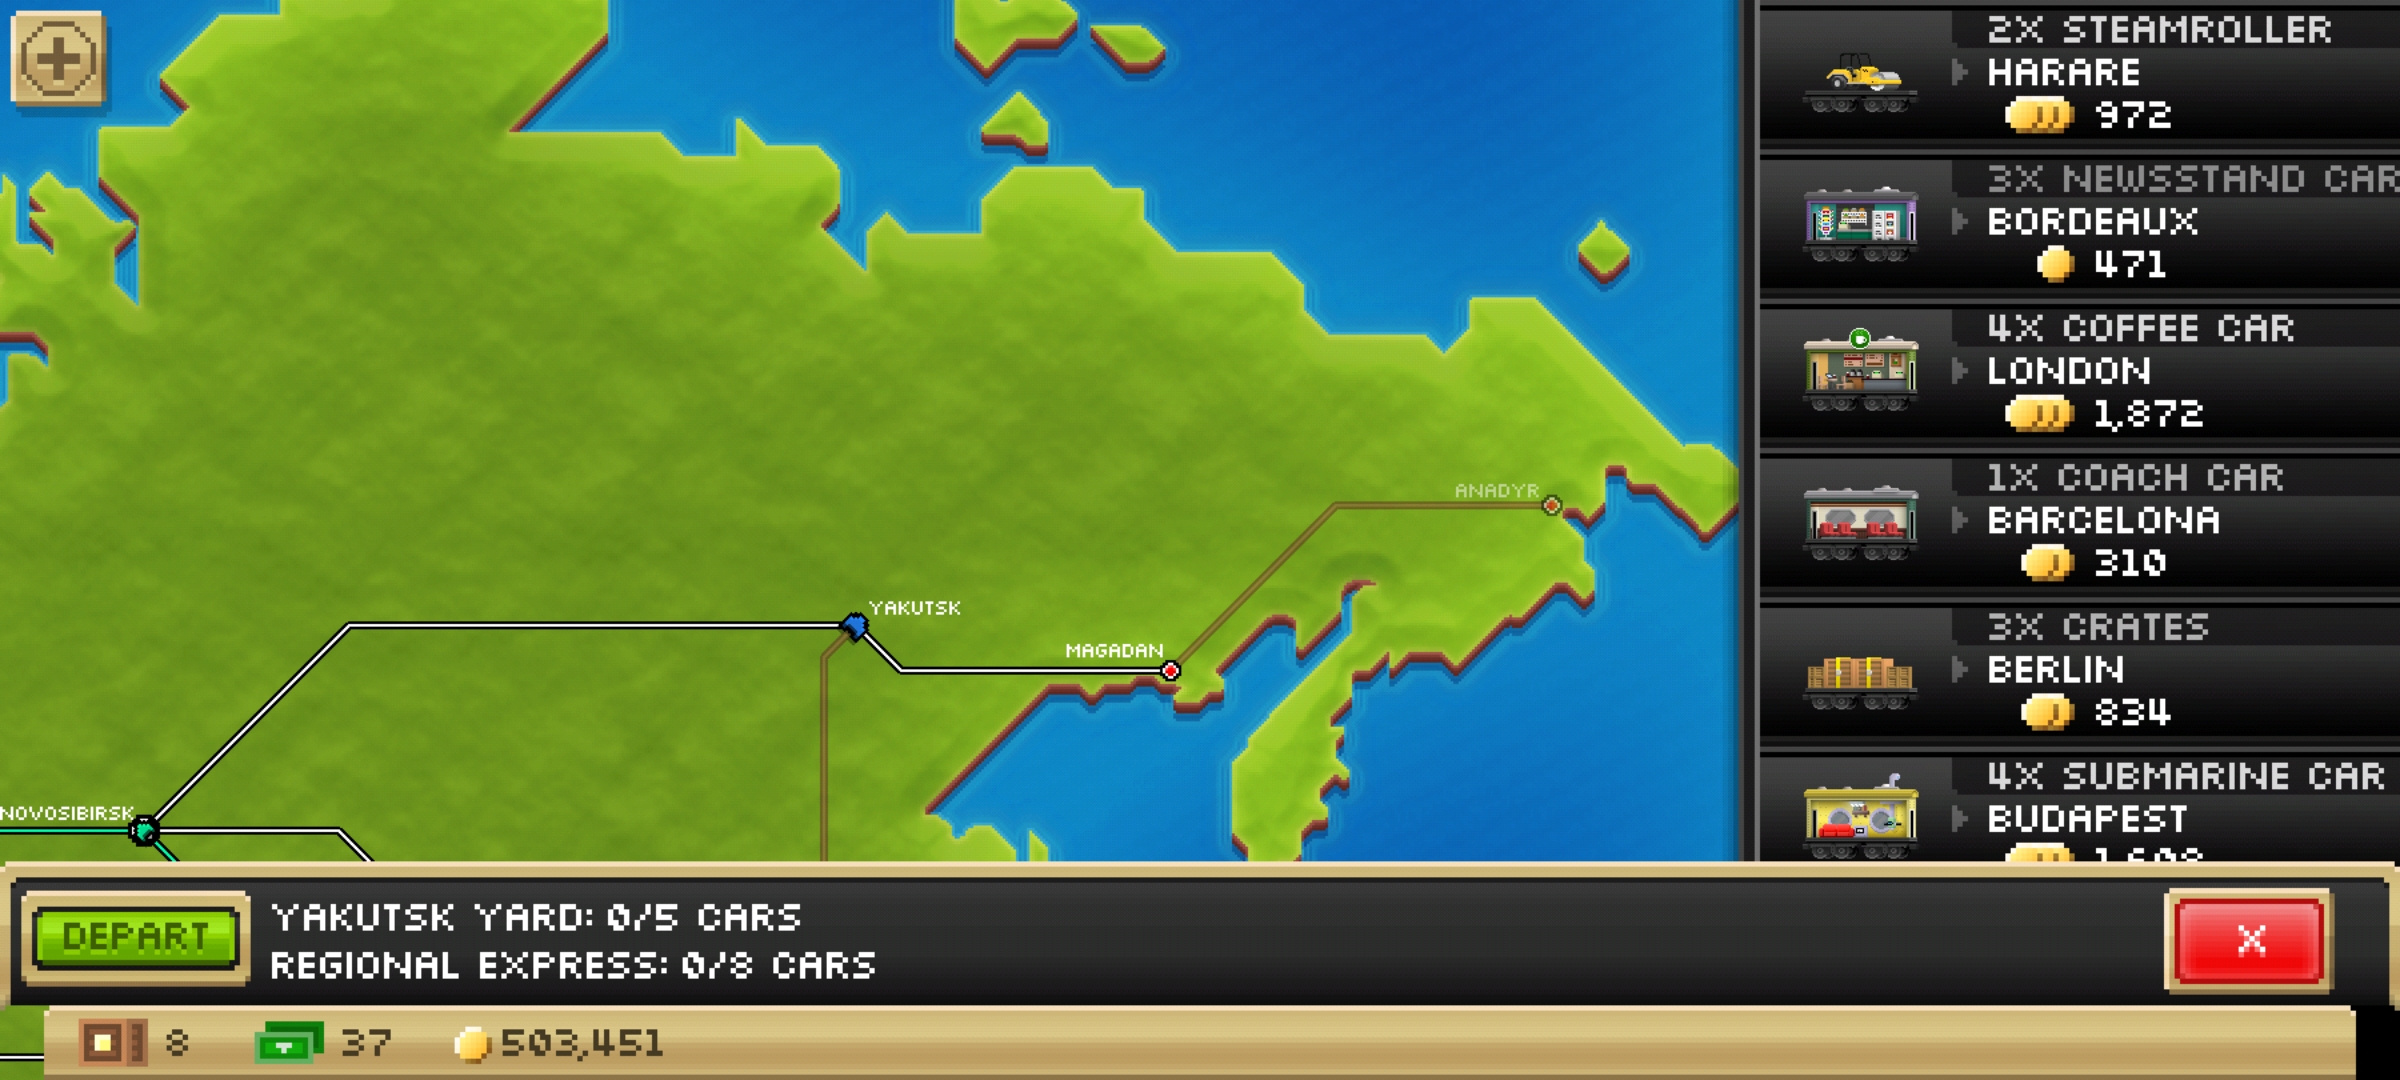 2X STEAMROLLER
HARARE
972
3X NEWSSTAND CAR
BORDEAUX
471
4X COFFEE CAR
LONDON
1,872
1X COACH CAR
BARCELONA
310
3X CRATES
BERLIN
834
4X SUBMARINE CAR
BUDAPEST
ANADYR
YAKUTSK
MAGADAN
NOVOSIBIRSK
DEPART
YAKUTSK YARD: 0/5 CARS
REGIONAL EXPRESS: 0/8 CARS
X
8
37
503,451